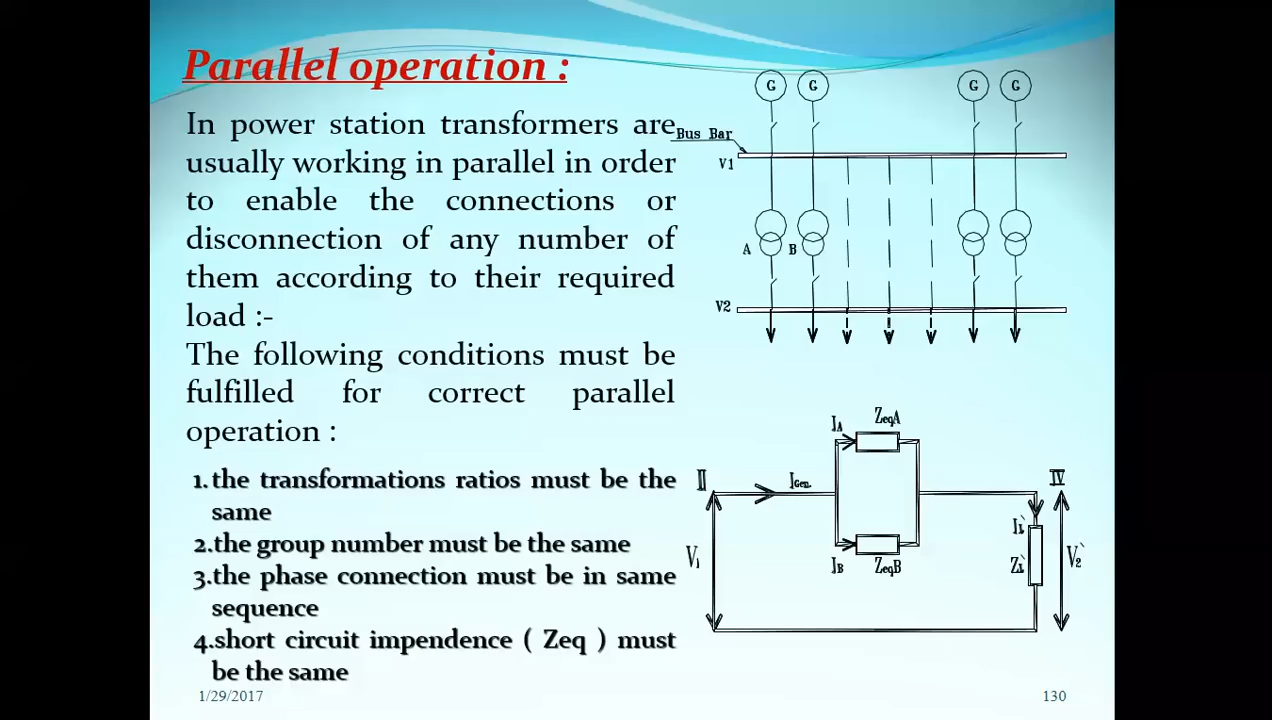 Parallel operation :
In power station transformers are
usually working in parallel in order
to enable the connections or
disconnection of any number of
them according to their required
load :-
The following conditions must be
fulfilled for correct parallel
operation :
1. the transformations ratios must be the
same
2.the group number must be the same
3.the phase connection must be in same
sequence
4.short circuit impendence ( Zeq ) must
be the same
1/29/2017
G G G G
Bus Bar
V1
A B
V2
IA ZeqA
II IGen. IV
I1`
V1 IB ZeqB Z1` V2`
130